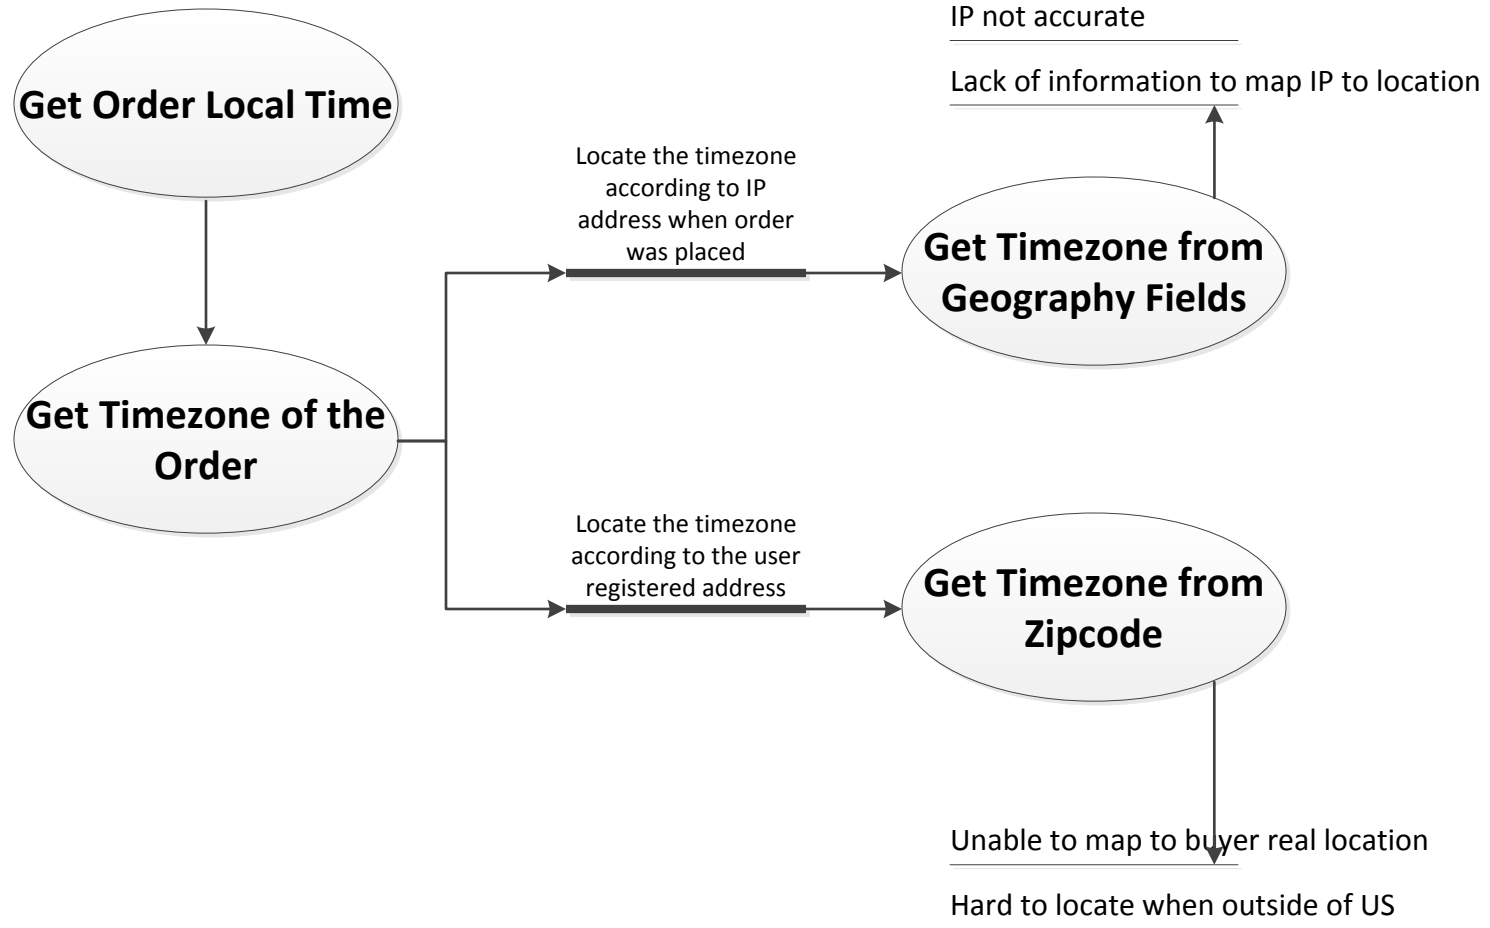 IP not accurate
Lack of information to map IP to location
Get Order Local Time
Locate the timezone
according to IP
address when order
was placed
Get Timezone from
Geography Fields
Get Timezone of the
Order
Locate the timezone
according to the user
registered address
Get Timezone from
Zipcode
Unable to map to buyer real location
Hard to locate when outside of US